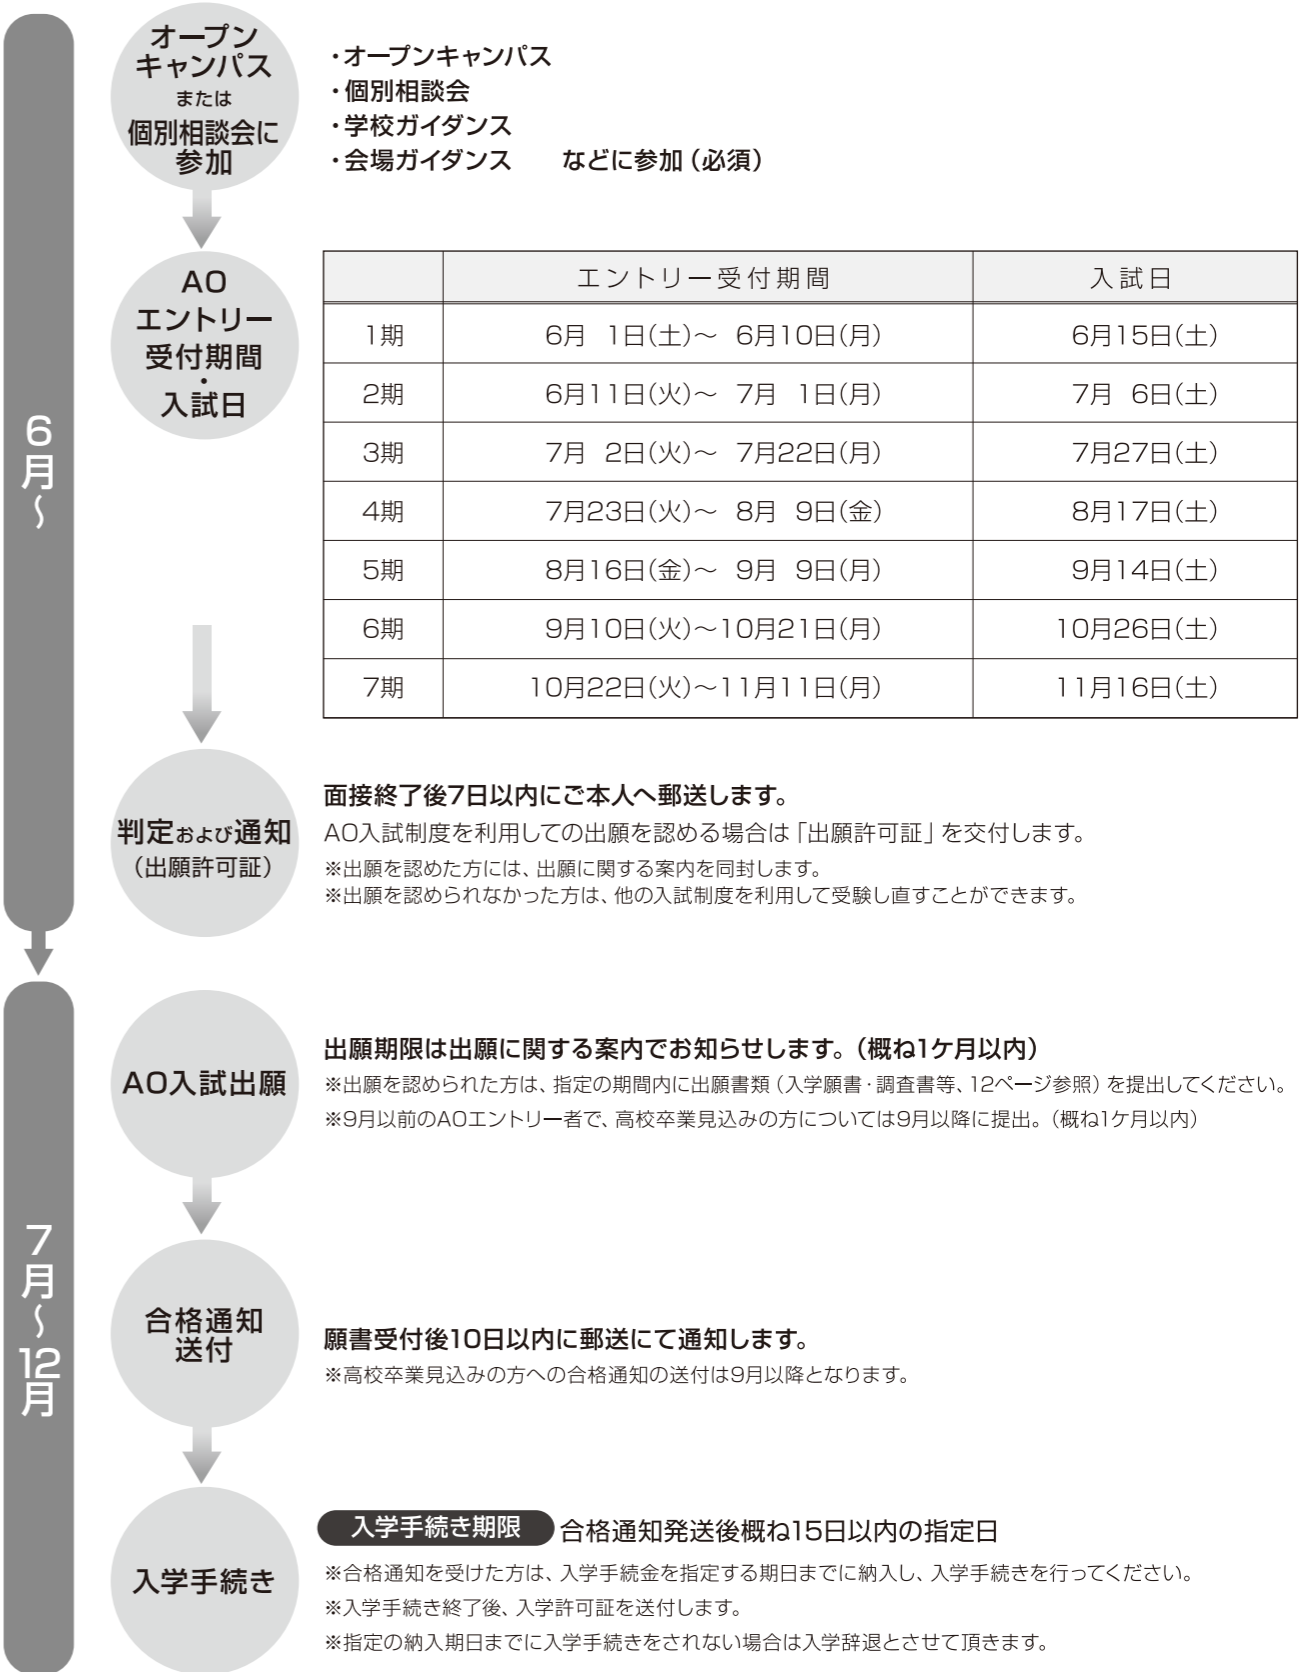 6月～
オープン
キャンパス
または
個別相談会に
参加
・オープンキャンパス
・個別相談会
・学校ガイダンス
・会場ガイダンス　　などに参加（必須）
AO
エントリー
受付期間
・
入試日
エントリー受付期間　入試日
1期　6月 1日(土)～ 6月10日(月)　6月15日(土)
2期　6月11日(火)～ 7月 1日(月)　7月 6日(土)
3期　7月 2日(火)～ 7月22日(月)　7月27日(土)
4期　7月23日(火)～ 8月 9日(金)　8月17日(土)
5期　8月16日(金)～ 9月 9日(月)　9月14日(土)
6期　9月10日(火)～10月21日(月)　10月26日(土)
7期　10月22日(火)～11月11日(月)　11月16日(土)
判定および通知
（出願許可証）
面接終了後7日以内にご本人へ郵送します。
AO入試制度を利用しての出願を認める場合は「出願許可証」を交付します。
※出願を認めた方には、出願に関する案内を同封します。
※出願を認められなかった方は、他の入試制度を利用して受験し直すことができます。
7月～12月
AO入試出願
出願期限は出願に関する案内でお知らせします。（概ね1ケ月以内）
※出願を認められた方は、指定の期間内に出願書類（入学願書・調査書等、12ページ参照）を提出してください。
※9月以前のAOエントリー者で、高校卒業見込みの方については9月以降に提出。（概ね1ケ月以内）
合格通知
送付
願書受付後10日以内に郵送にて通知します。
※高校卒業見込みの方への合格通知の送付は9月以降となります。
入学手続き
入学手続き期限　合格通知発送後概ね15日以内の指定日
※合格通知を受けた方は、入学手続金を指定する期日までに納入し、入学手続きを行ってください。
※入学手続き終了後、入学許可証を送付します。
※指定の納入期日までに入学手続きをされない場合は入学辞退とさせて頂きます。